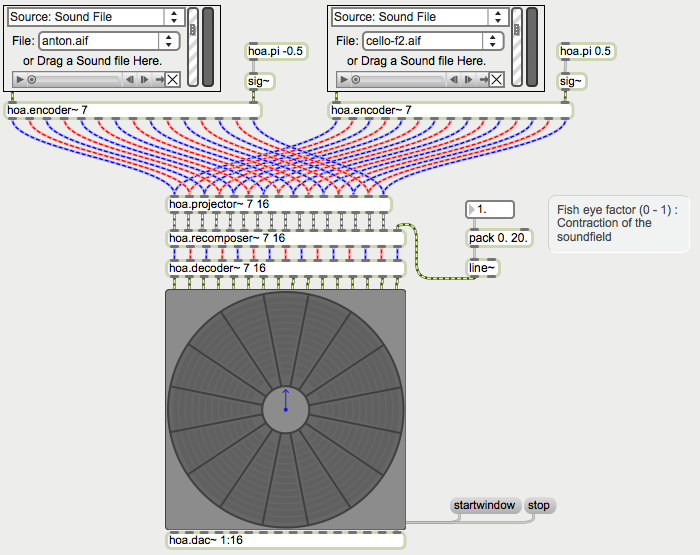 Source: Sound File
File: anton.aif
or Drag a Sound file Here.
hoa.pi -0.5
sig~
hoa.encoder~ 7
Source: Sound File
File: cello-f2.aif
or Drag a Sound file Here.
hoa.pi 0.5
sig~
hoa.encoder~ 7
hoa.projector~ 7 16
hoa.recomposer~ 7 16
hoa.decoder~ 7 16
1.
pack 0. 20.
line~
Fish eye factor (0 - 1) :
Contraction of the
soundfield
startwindow
stop
hoa.dac~ 1:16